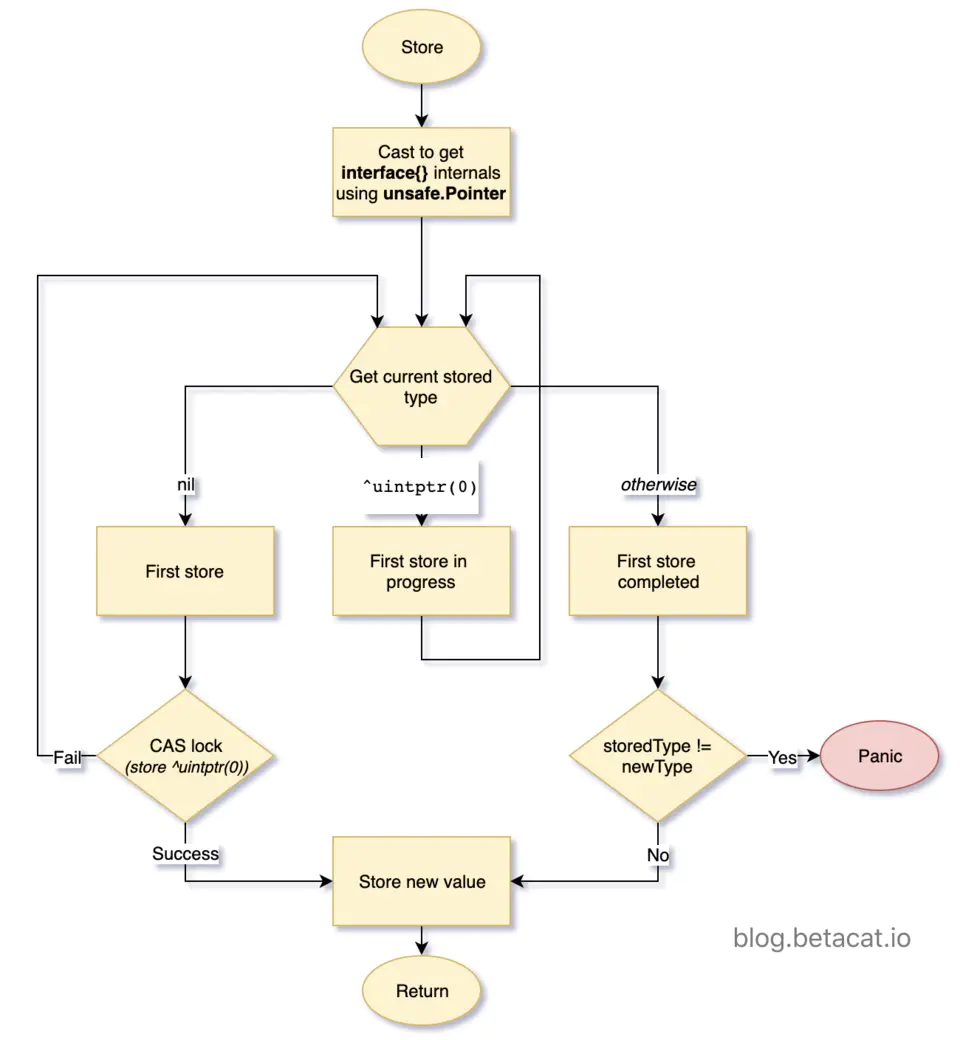 Store
Cast to get
interface{} internals
using unsafe.Pointer
Get current stored
type
nil
^uintptr(0)
otherwise
First store
First store in
progress
First store
completed
CAS lock
(store ^uintptr(0))
Fail
storedType !=
newType
Yes
Panic
Success
No
Store new value
blog.betacat.io
Return